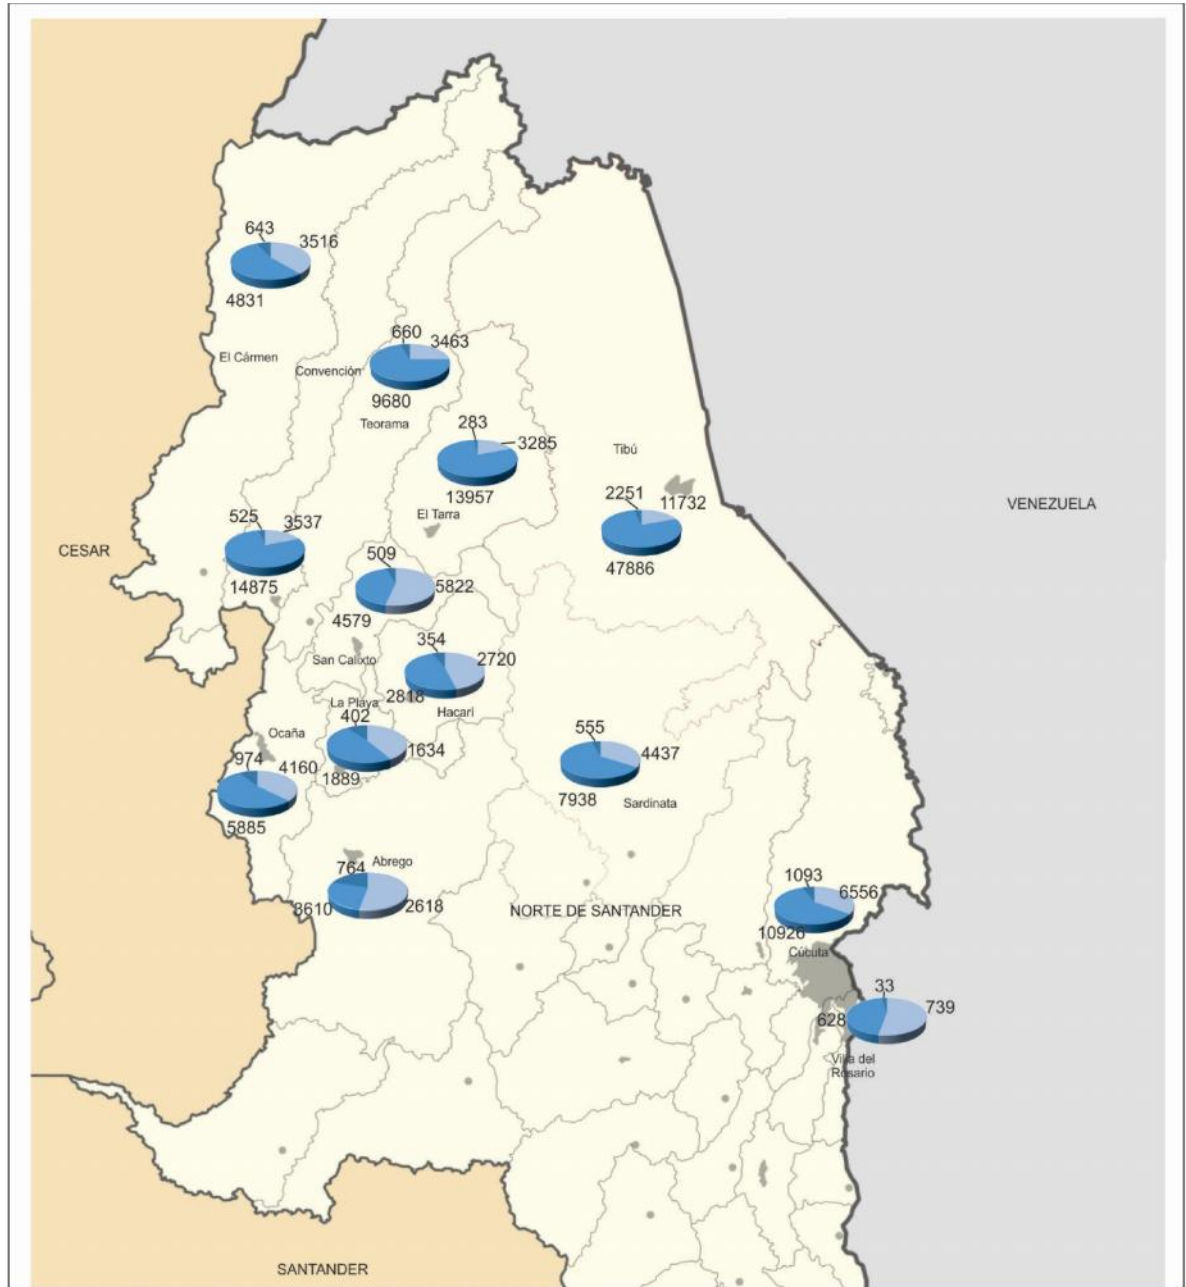 643
3516
4831
El Cármen
660
3463
Convención
9680
Teorama
283
3285
13957
El Tarra
Tibú
2251
11732
47886
VENEZUELA
CESAR
525
3537
14875
509
5822
4579
San Calixto
354
2720
2818
Hacarí
La Playa
402
1634
1889
Ocaña
974
4160
5885
555
4437
7938
Sardinata
Abrego
764
2618
3610
NORTE DE SANTANDER
1093
6556
10926
Cúcuta
33
739
628
Villa del
Rosario
SANTANDER